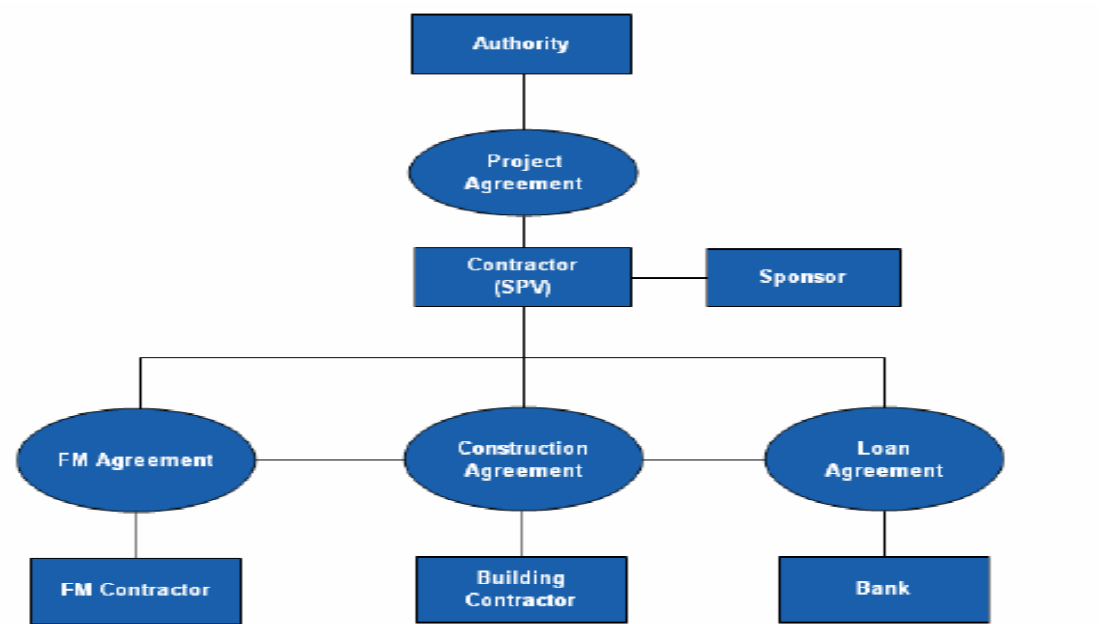 Authority
Project
Agreement
Contractor
(SPV)
Sponsor
FM Agreement
Construction
Agreement
Loan
Agreement
FM Contractor
Building
Contractor
Bank